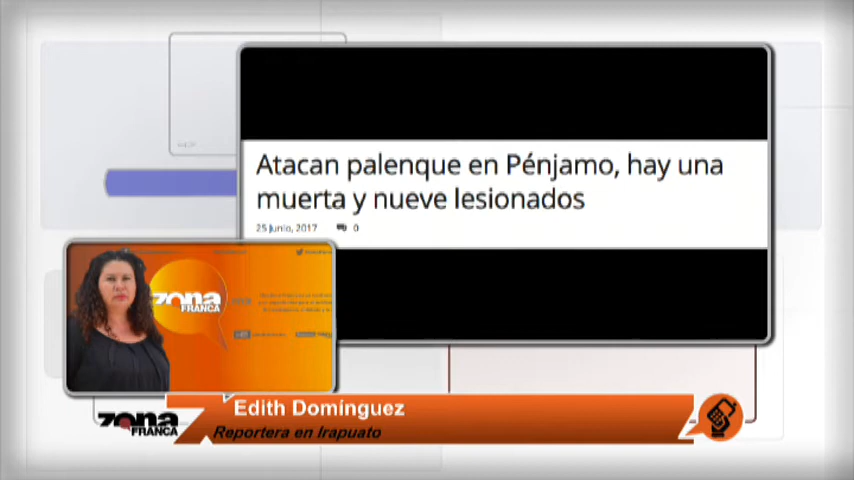 Atacan palenque en Pénjamo, hay una
muerta y nueve lesionados
25 Junio, 2017 0
zona
FRANCA
Edith Domínguez
Reportera en Irapuato
zona
FRANCA